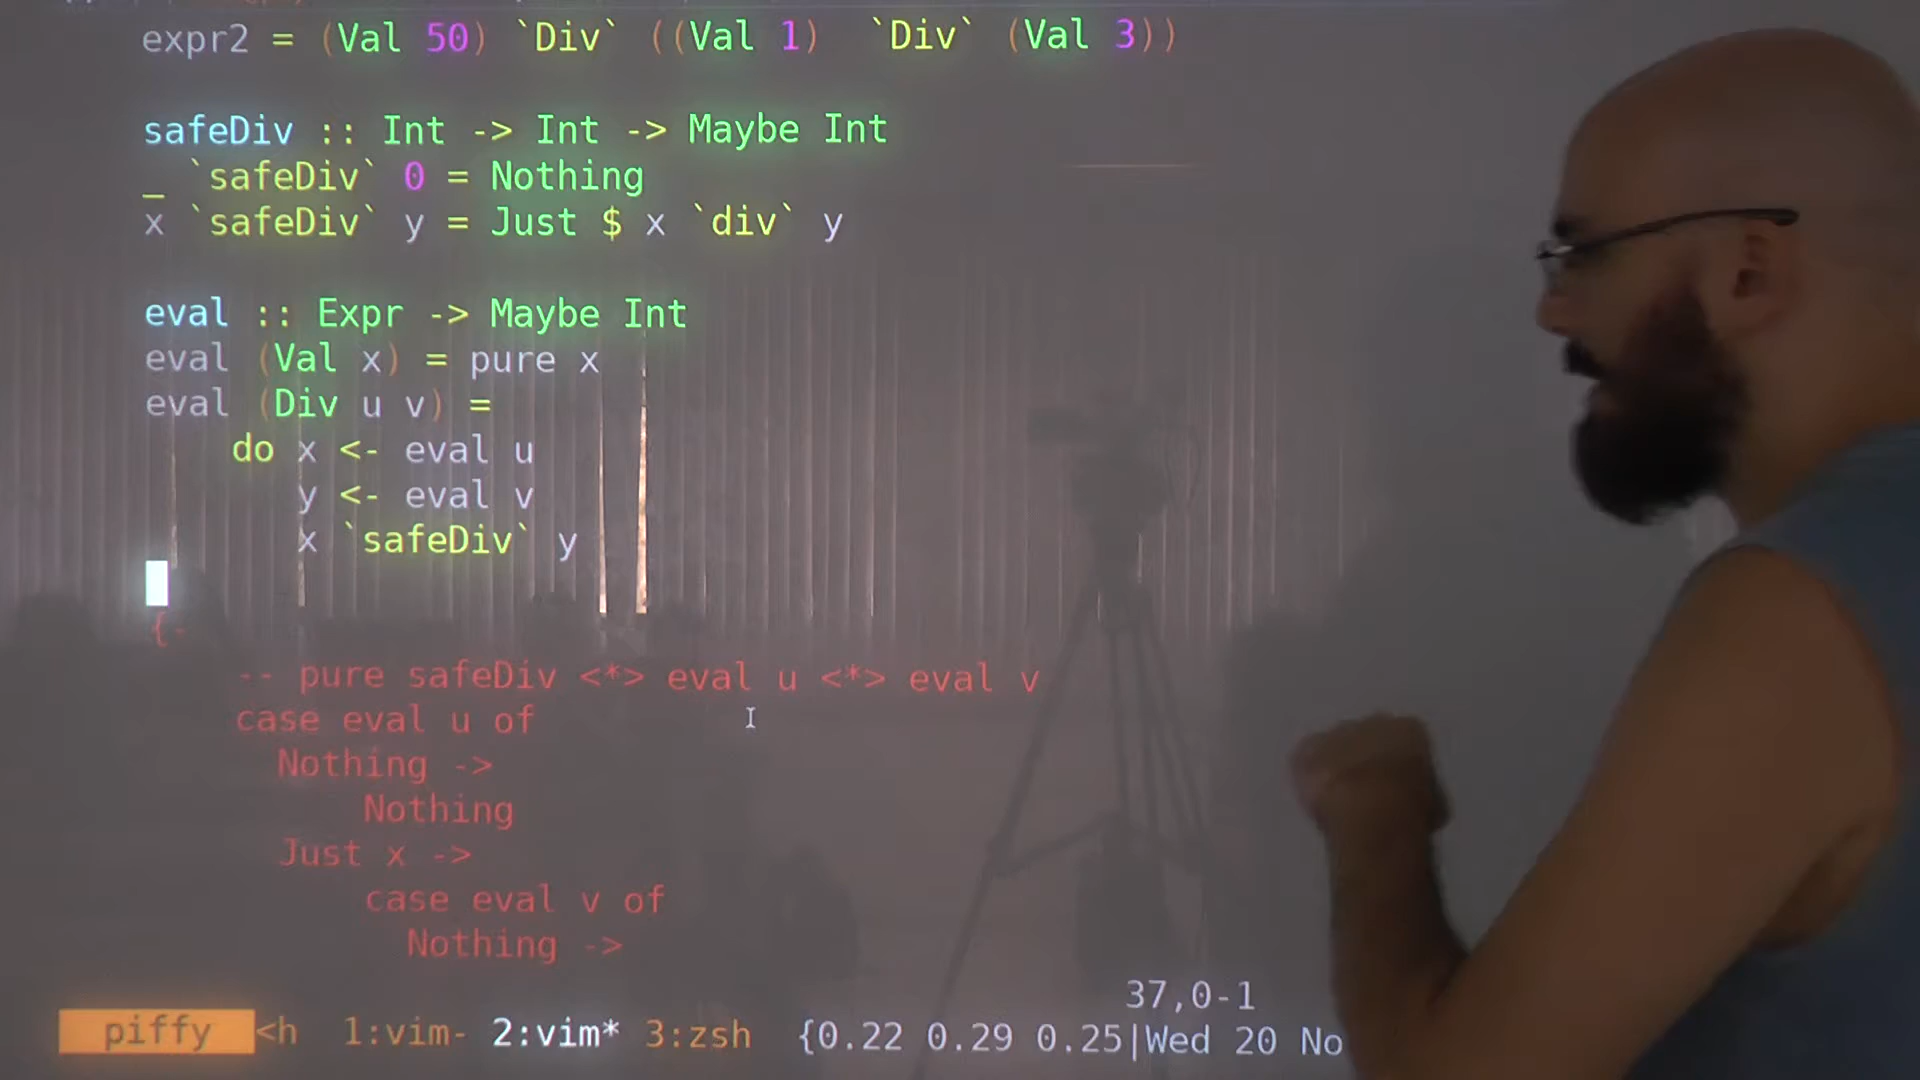 expr2 = (Val 50) `Div` ((Val 1)  `Div` (Val 3))
safeDiv :: Int -> Int -> Maybe Int
_ `safeDiv` 0 = Nothing
x `safeDiv` y = Just $ x `div` y
eval :: Expr -> Maybe Int
eval (Val x) = pure x
eval (Div u v) =
    do x <- eval u
       y <- eval v
       x `safeDiv` y
{-
    -- pure safeDiv <*> eval u <*> eval v
    case eval u of
      Nothing ->
          Nothing
      Just x ->
          case eval v of
            Nothing ->
37,0-1
piffy <h  1:vim- 2:vim* 3:zsh  {0.22 0.29 0.25|Wed 20 No